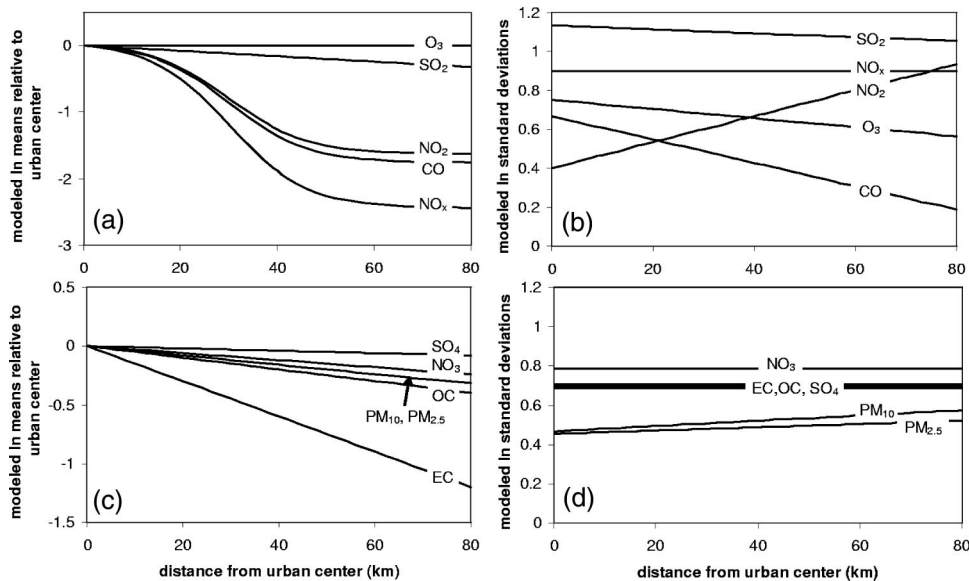 modeled ln means relative to
urban center
0
-1
-2
-3
O₃
SO₂
NO₂
CO
NOₓ
(a)
0
20
40
60
80
modeled ln standard deviations
1.2
1
0.8
0.6
0.4
0.2
0
SO₂
NOₓ
NO₂
O₃
CO
(b)
0
20
40
60
80
modeled ln means relative to
urban center
0.5
0
-0.5
-1
-1.5
SO₄
NO₃
OC
PM₁₀, PM₂.₅
EC
(c)
0
20
40
60
80
distance from urban center (km)
modeled ln standard deviations
1.2
1
0.8
0.6
0.4
0.2
0
NO₃
EC,OC, SO₄
PM₁₀
PM₂.₅
(d)
0
20
40
60
80
distance from urban center (km)